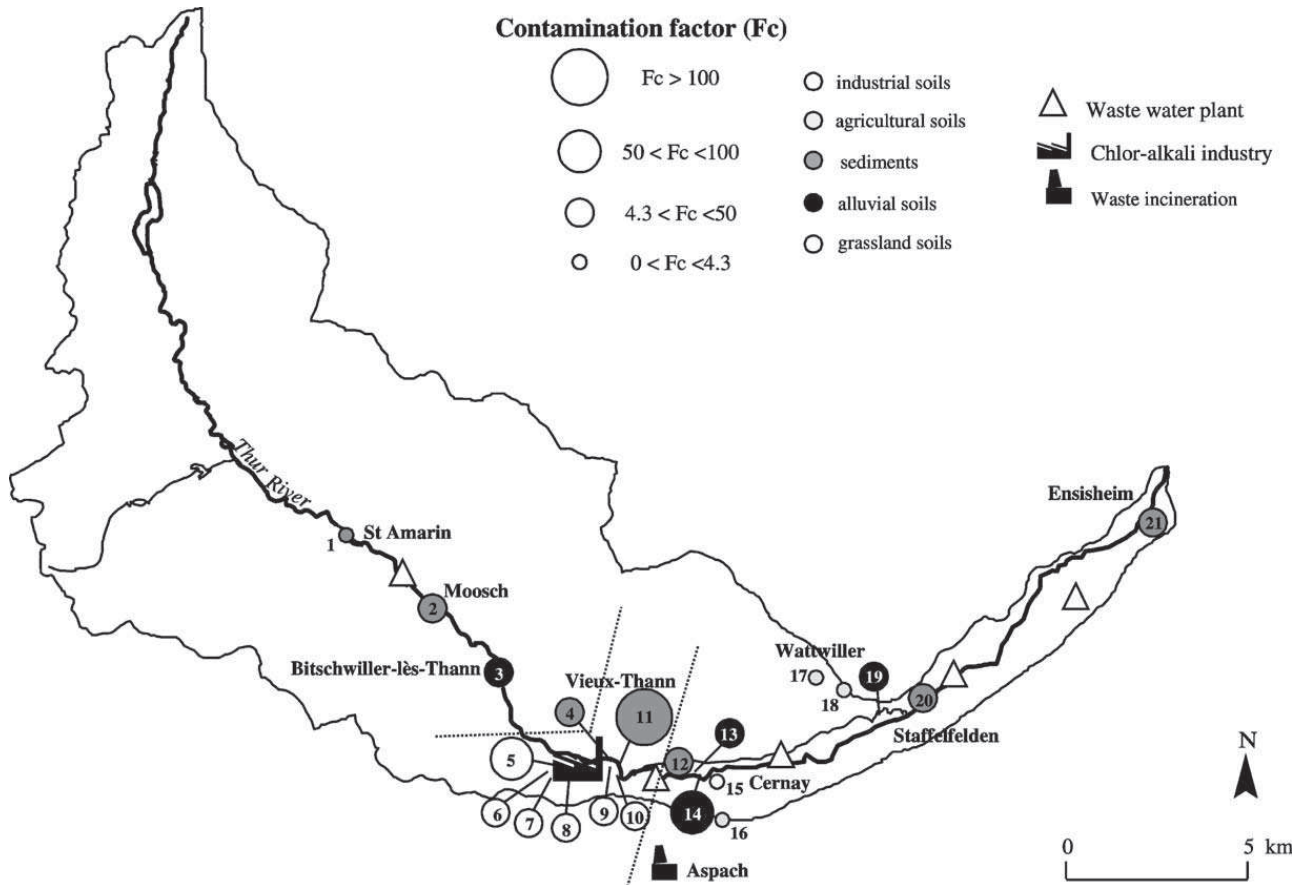 Contamination factor (Fc)
Fc > 100
50 < Fc <100
4.3 < Fc <50
0 < Fc <4.3
industrial soils
agricultural soils
sediments
alluvial soils
grassland soils
Waste water plant
Chlor-alkali industry
Waste incineration
Thur River
St Amarin
1
Moosch
2
Bitschwiller-lès-Thann
3
Vieux-Thann
4
11
5
6
7
8
9
10
12
13
14
15
Cernay
16
Aspach
Wattwiller
17
18
19
20
Staffelfelden
Ensisheim
21
N
0 5 km